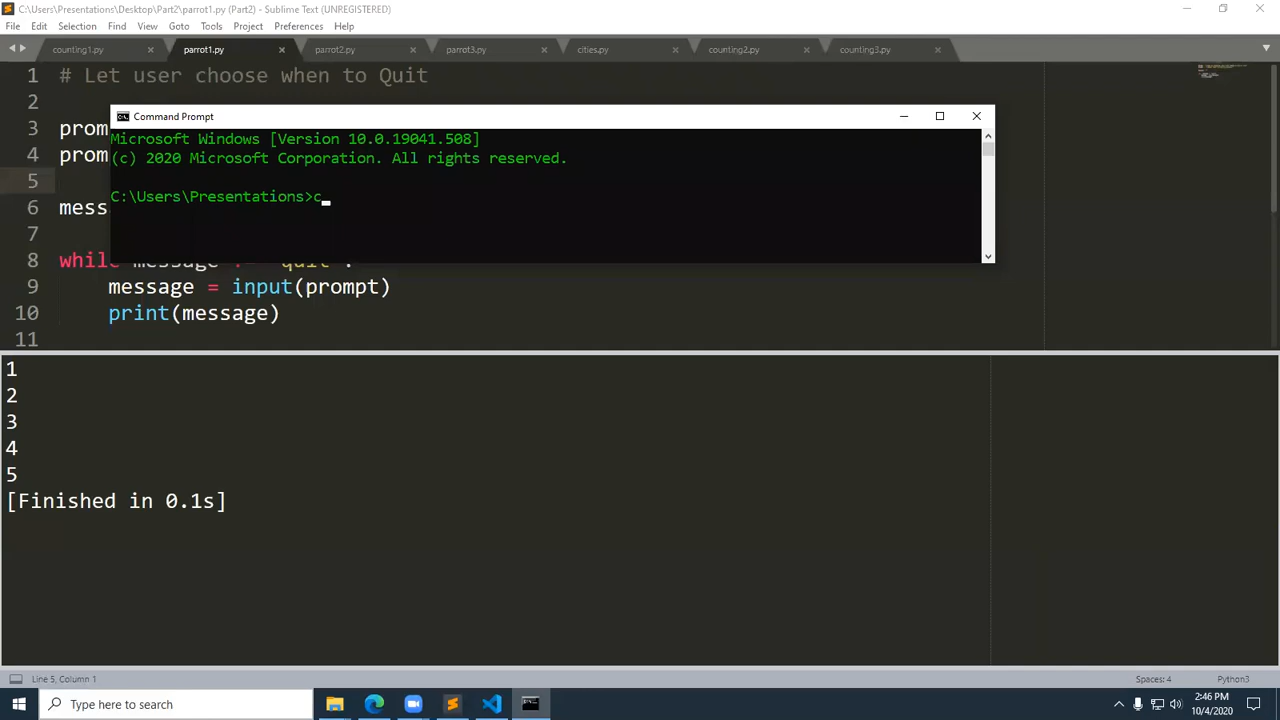 C:\Users\Presentations\Desktop\Part2\parrot1.py (Part2) - Sublime Text (UNREGISTERED)
File Edit Selection Find View Goto Tools Project Preferences Help
counting1.py parrot1.py parrot2.py parrot3.py cities.py counting2.py counting3.py
1 # Let user choose when to Quit
2
Command Prompt
3 prom
Microsoft Windows [Version 10.0.19041.508]
4 prom
(c) 2020 Microsoft Corporation. All rights reserved.
5
C:\Users\Presentations>c
6 mess
7
8 while message != 'quit':
9 message = input(prompt)
10 print(message)
11
1
2
3
4
5
[Finished in 0.1s]
Line 5, Column 1 Spaces: 4 Python3
Type here to search
2:46 PM
10/4/2020